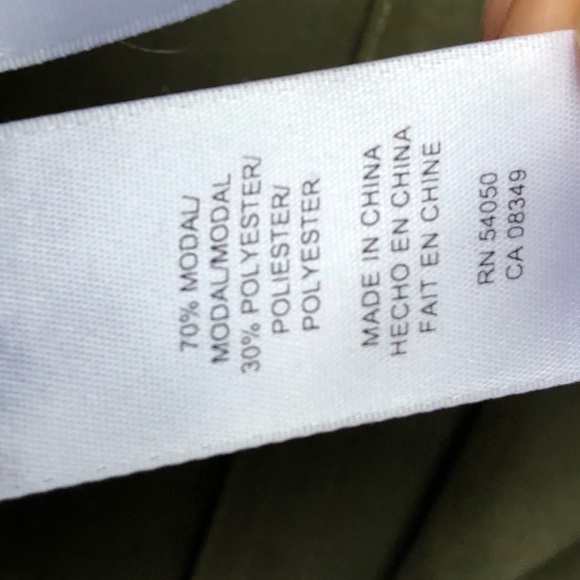 70% MODAL/
MODAL/MODAL
30% POLYESTER/
POLIESTER/
POLYESTER
MADE IN CHINA
HECHO EN CHINA
FAIT EN CHINE
RN 54050
CA 08349